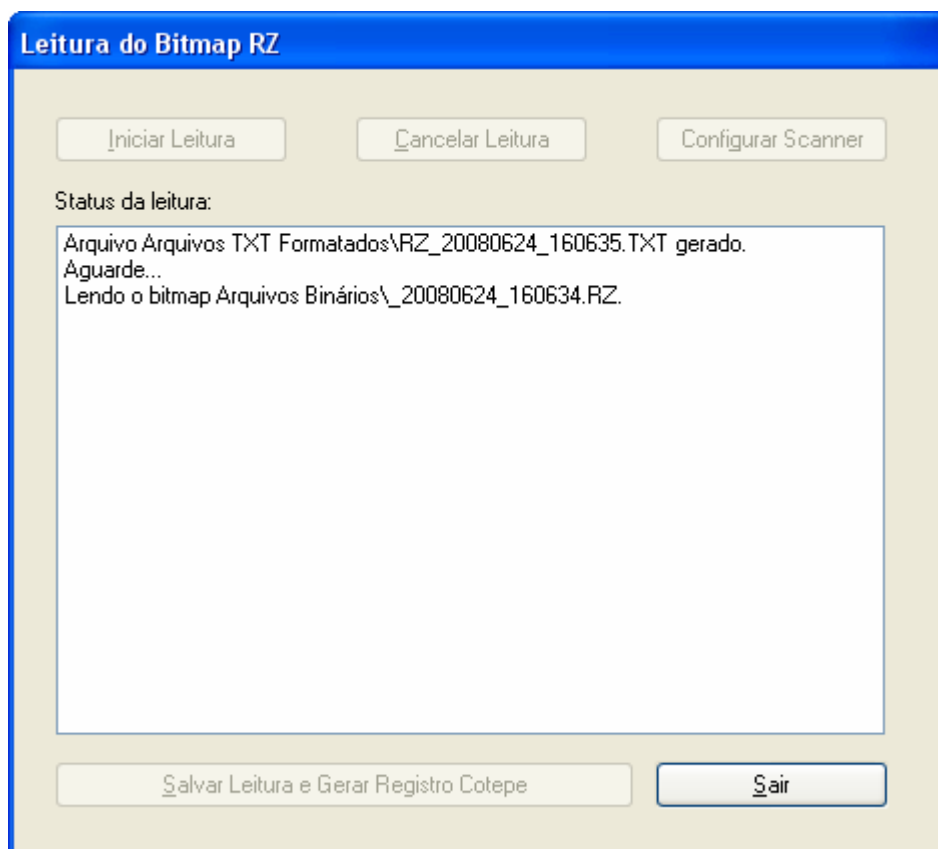 Leitura do Bitmap RZ
Iniciar Leitura
Cancelar Leitura
Configurar Scanner
Status da leitura:
Arquivo Arquivos TXT Formatados\RZ_20080624_160635.TXT gerado.
Aguarde...
Lendo o bitmap Arquivos Binários\_20080624_160634.RZ.
Salvar Leitura e Gerar Registro Cotepe
Sair